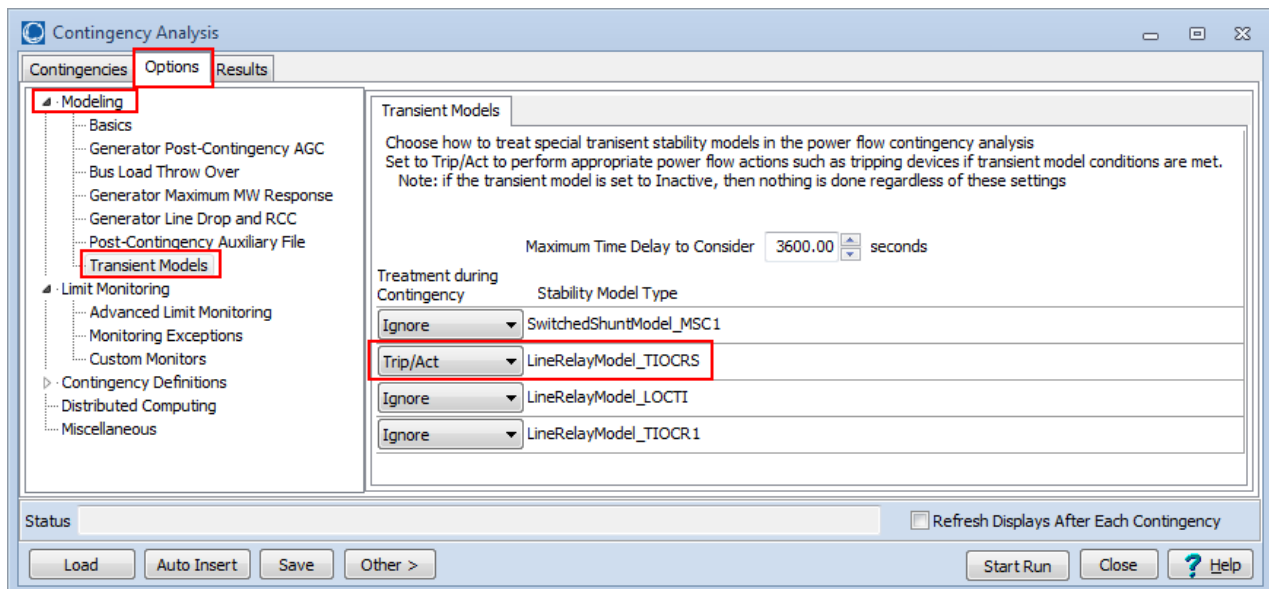 Contingency Analysis
Contingencies Options Results
Modeling
Basics
Generator Post-Contingency AGC
Bus Load Throw Over
Generator Maximum MW Response
Generator Line Drop and RCC
Post-Contingency Auxiliary File
Transient Models
Limit Monitoring
Advanced Limit Monitoring
Monitoring Exceptions
Custom Monitors
Contingency Definitions
Distributed Computing
Miscellaneous
Transient Models
Choose how to treat special tranisent stability models in the power flow contingency analysis
Set to Trip/Act to perform appropriate power flow actions such as tripping devices if transient model conditions are met.
Note: if the transient model is set to Inactive, then nothing is done regardless of these settings
Maximum Time Delay to Consider 3600.00 seconds
Treatment during
Contingency Stability Model Type
Ignore SwitchedShuntModel_MSC1
Trip/Act LineRelayModel_TIOCRS
Ignore LineRelayModel_LOCTI
Ignore LineRelayModel_TIOCR1
Status Refresh Displays After Each Contingency
Load Auto Insert Save Other > Start Run Close ? Help